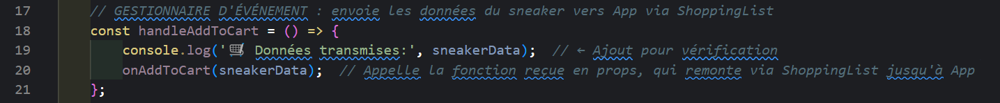 17 // GESTIONNAIRE D'ÉVÉNEMENT : envoie les données du sneaker vers App via ShoppingList
18 const handleAddToCart = () => {
19 console.log('🛒 Données transmises:', sneakerData); // ← Ajout pour vérification
20 onAddToCart(sneakerData); // Appelle la fonction reçue en props, qui remonte via ShoppingList jusqu'à App
21 };